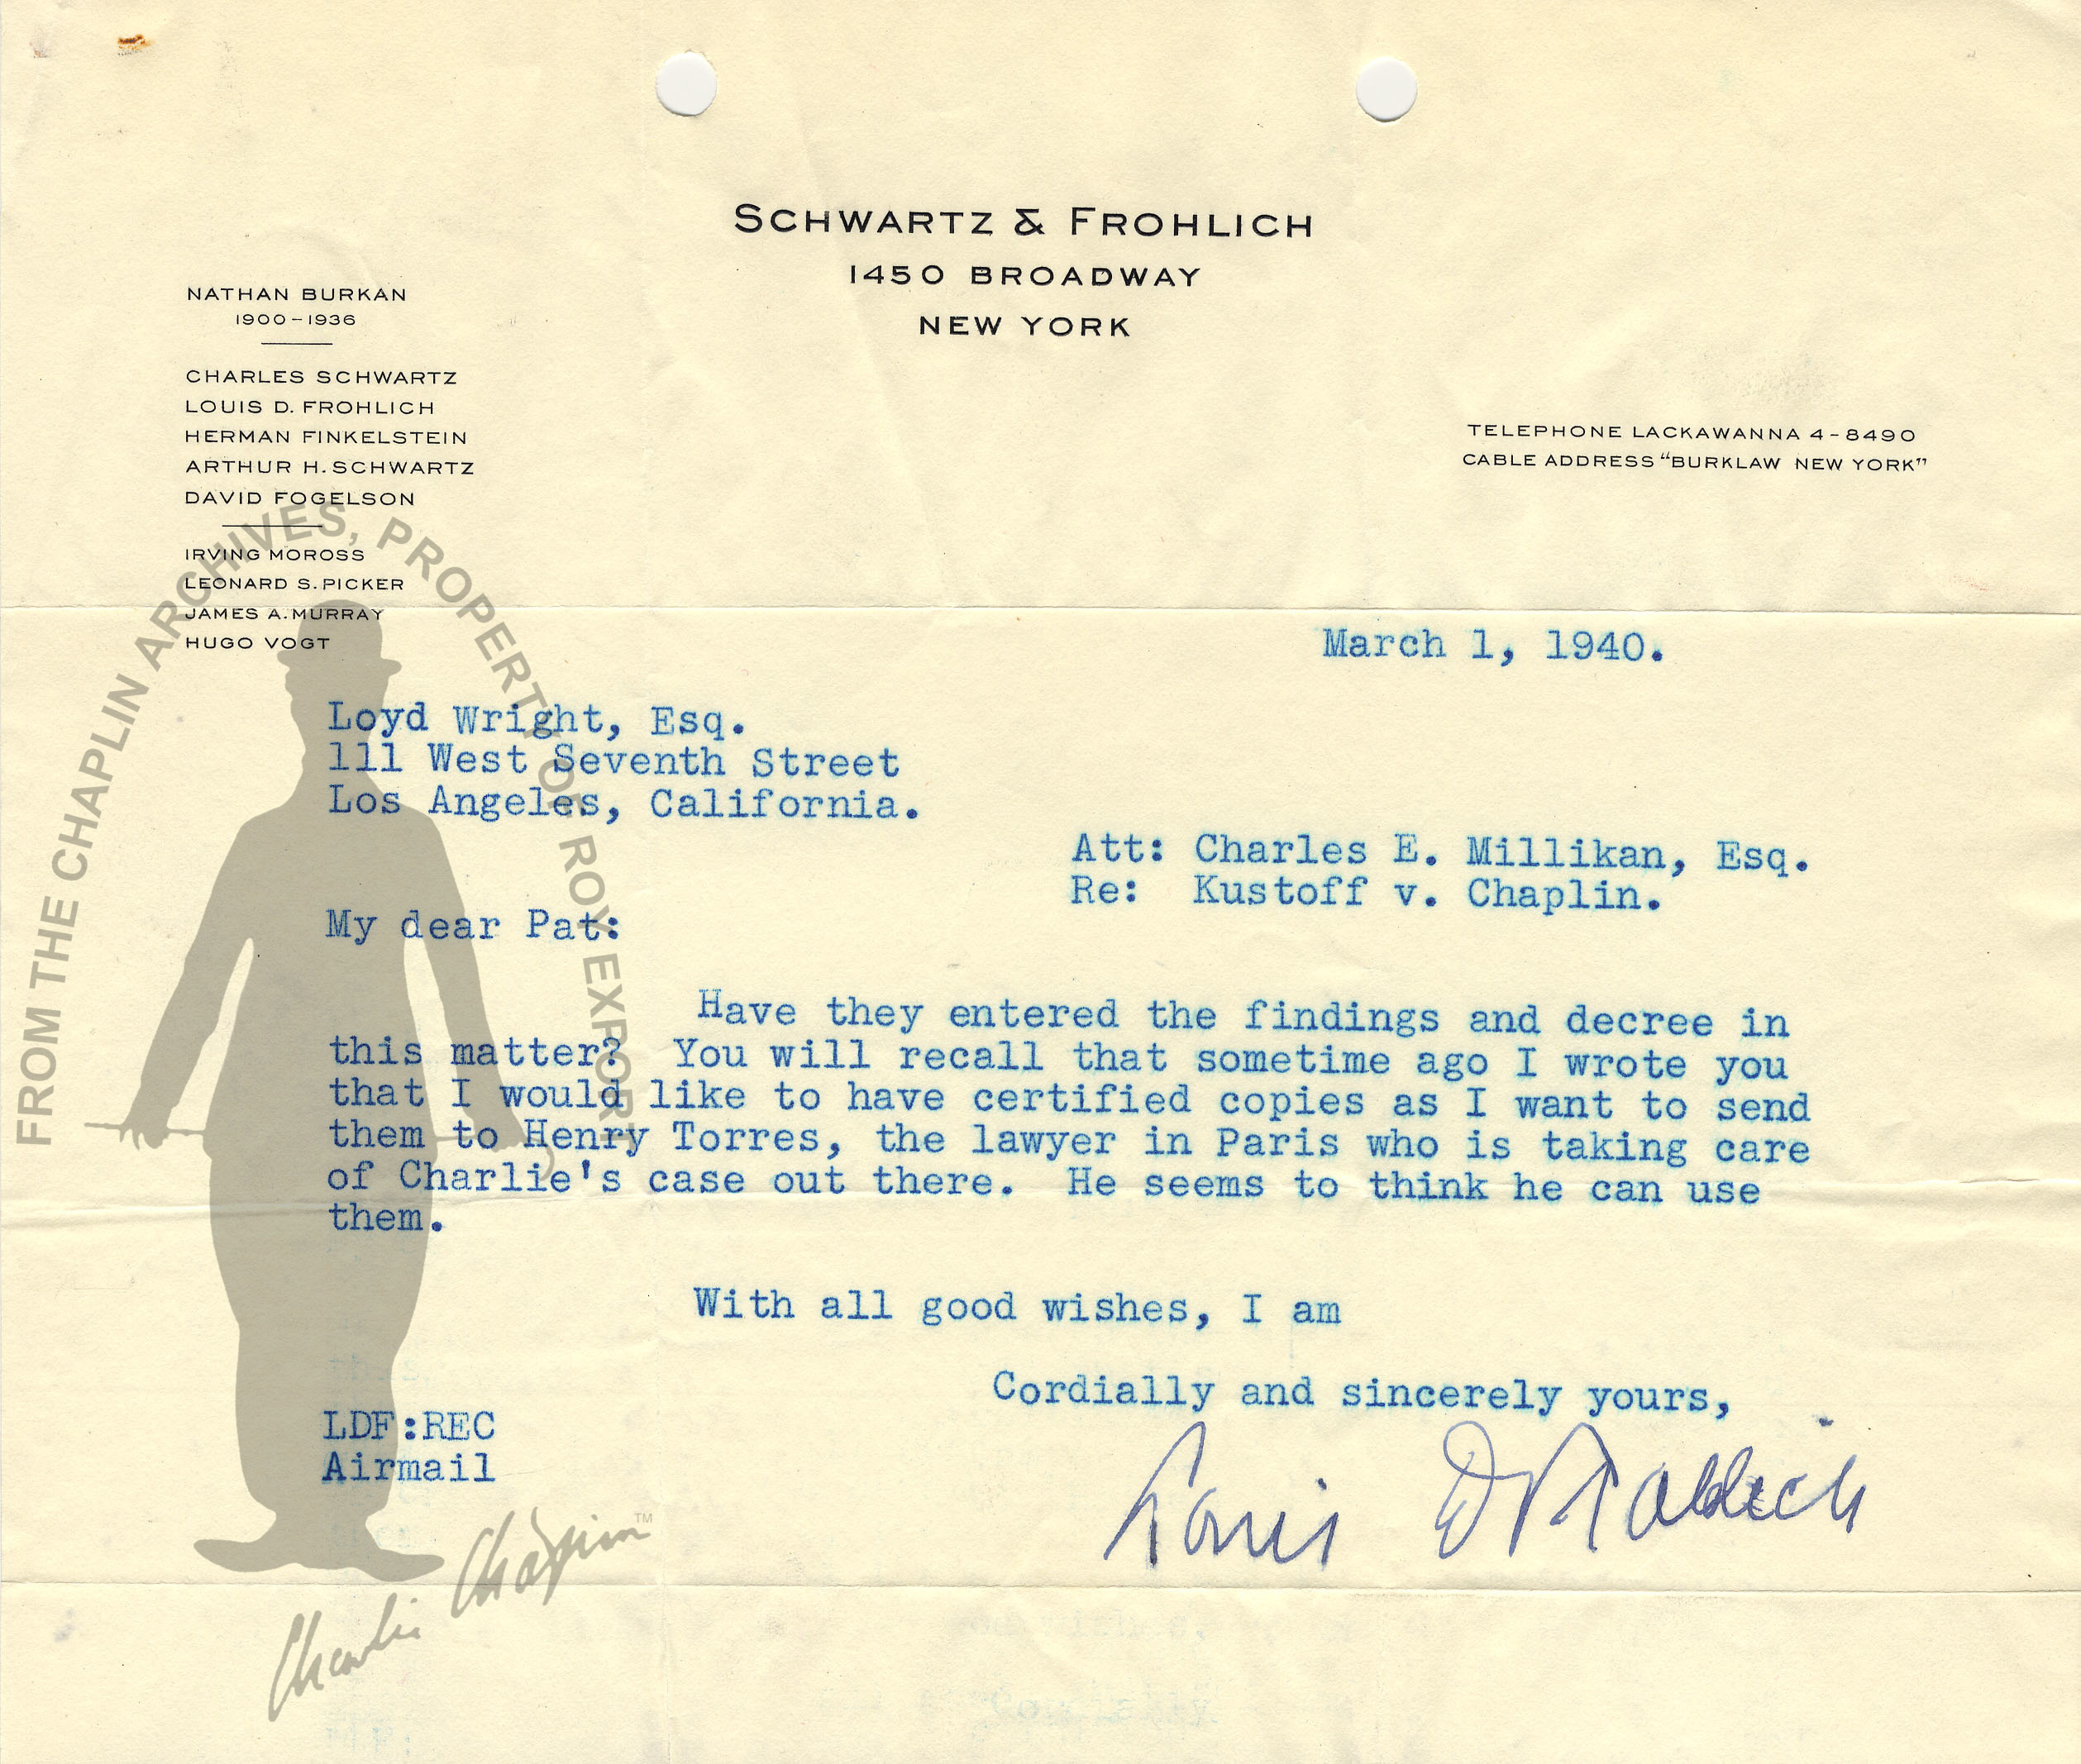 SCHWARTZ & FROHLICH
1450 BROADWAY
NEW YORK
NATHAN BURKAN
1900-1936
CHARLES SCHWARTZ
LOUIS D. FROHLICH
HERMAN FINKELSTEIN
ARTHUR H. SCHWARTZ
DAVID FOGELSON
IRVING MOROSS
LEONARD S. PICKER
JAMES A. MURRAY
HUGO VOGT
TELEPHONE LACKAWANNA 4-8490
CABLE ADDRESS "BURKLAW NEW YORK"
March 1, 1940.
Loyd Wright, Esq.
111 West Seventh Street
Los Angeles, California.
Att: Charles E. Millikan, Esq.
Re: Kustoff v. Chaplin.
My dear Pat:
Have they entered the findings and decree in
this matter? You will recall that sometime ago I wrote you
that I would like to have certified copies as I want to send
them to Henry Torres, the lawyer in Paris who is taking care
of Charlie's case out there. He seems to think he can use
them.
With all good wishes, I am
Cordially and sincerely yours,
Louis D Frohlich
LDF:REC
Airmail
FROM THE CHAPLIN ARCHIVES, PROPERTY OF ROY EXPORT
Charlie Chaplin™